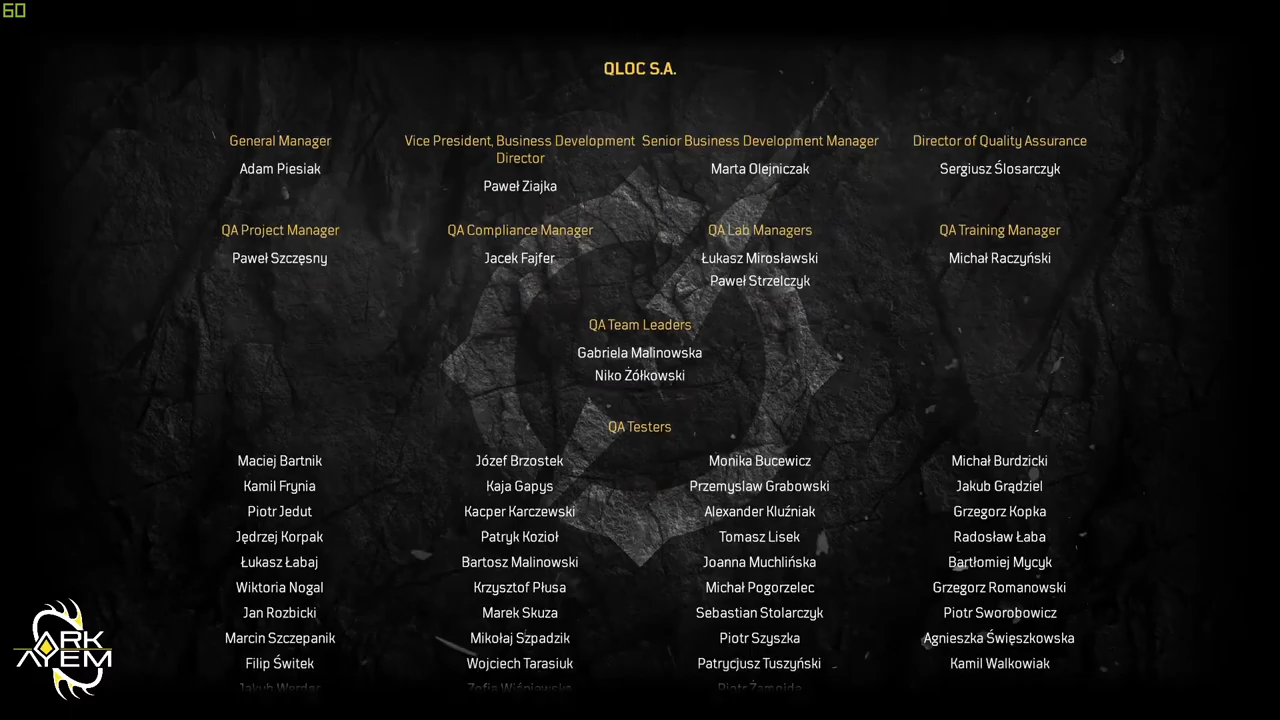 60
QLOC S.A.
General Manager
Adam Piesiak
Vice President, Business Development
Director
Paweł Ziajka
Senior Business Development Manager
Marta Olejniczak
Director of Quality Assurance
Sergiusz Ślosarczyk
QA Project Manager
Paweł Szczęsny
QA Compliance Manager
Jacek Fajfer
QA Lab Managers
Łukasz Mirosławski
Paweł Strzelczyk
QA Training Manager
Michał Raczyński
QA Team Leaders
Gabriela Malinowska
Niko Żółkowski
QA Testers
Maciej Bartnik
Józef Brzostek
Monika Bucewicz
Michał Burdzicki
Kamil Frynia
Kaja Gapys
Przemyslaw Grabowski
Jakub Grądziel
Piotr Jedut
Kacper Karczewski
Alexander Kluźniak
Grzegorz Kopka
Jędrzej Korpak
Patryk Kozioł
Tomasz Lisek
Radosław Łaba
Łukasz Łabaj
Bartosz Malinowski
Joanna Muchlińska
Bartłomiej Mycyk
Wiktoria Nogal
Krzysztof Płusa
Michał Pogorzelec
Grzegorz Romanowski
Jan Rozbicki
Marek Skuza
Sebastian Stolarczyk
Piotr Sworobowicz
Marcin Szczepanik
Mikołaj Szpadzik
Piotr Szyszka
Agnieszka Święszkowska
Filip Świtek
Wojciech Tarasiuk
Patrycjusz Tuszyński
Kamil Walkowiak
Jakub
Zofia Wiśniewska
Piotr
ARK
AYEM